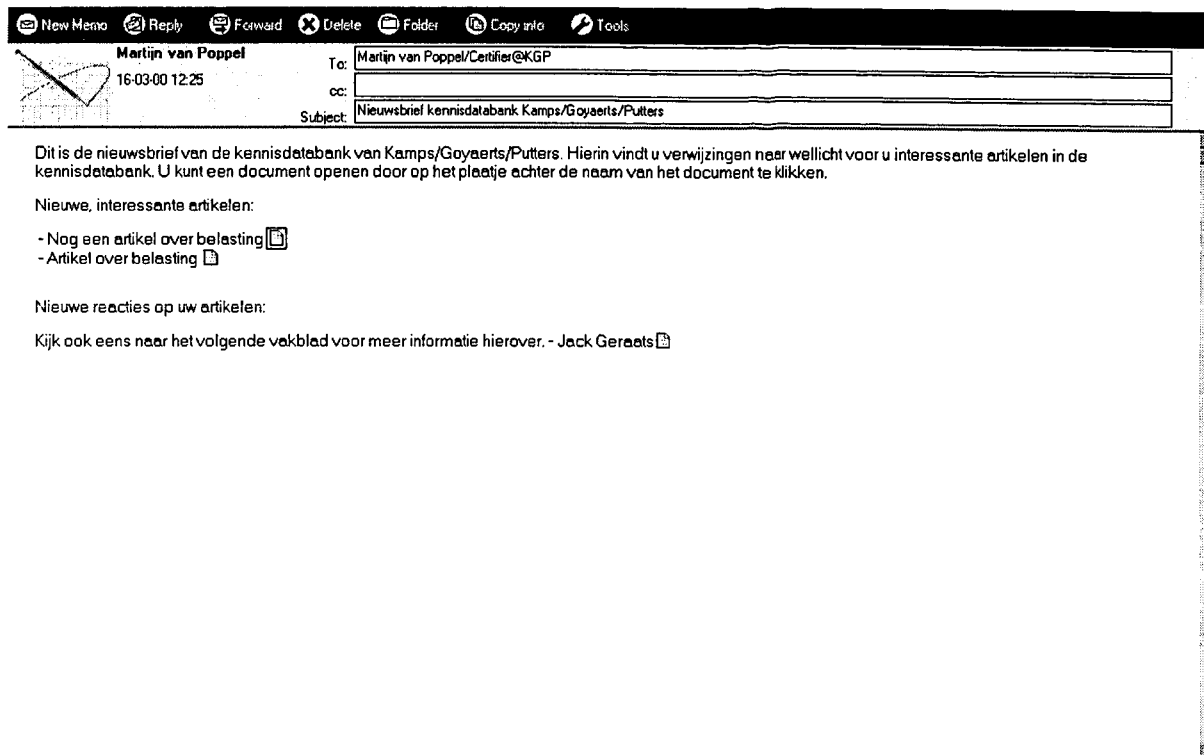 New Memo Reply Forward Delete Folder Copy into Tools
Martijn van Poppel
16-03-00 12:25
To: Martijn van Poppel/Certifier@KGP
cc:
Subject: Nieuwsbrief kennisdatabank Kamps/Goyaerts/Putters
Dit is de nieuwsbrief van de kennisdatabank van Kamps/Goyaerts/Putters. Hierin vindt u verwijzingen naar wellicht voor u interessante artikelen in de
kennisdatabank. U kunt een document openen door op het plaatje achter de naam van het document te klikken.
Nieuwe, interessante artikelen:
- Nog een artikel over belasting
- Artikel over belasting
Nieuwe reacties op uw artikelen:
Kijk ook eens naar het volgende vakblad voor meer informatie hierover. - Jack Geraats